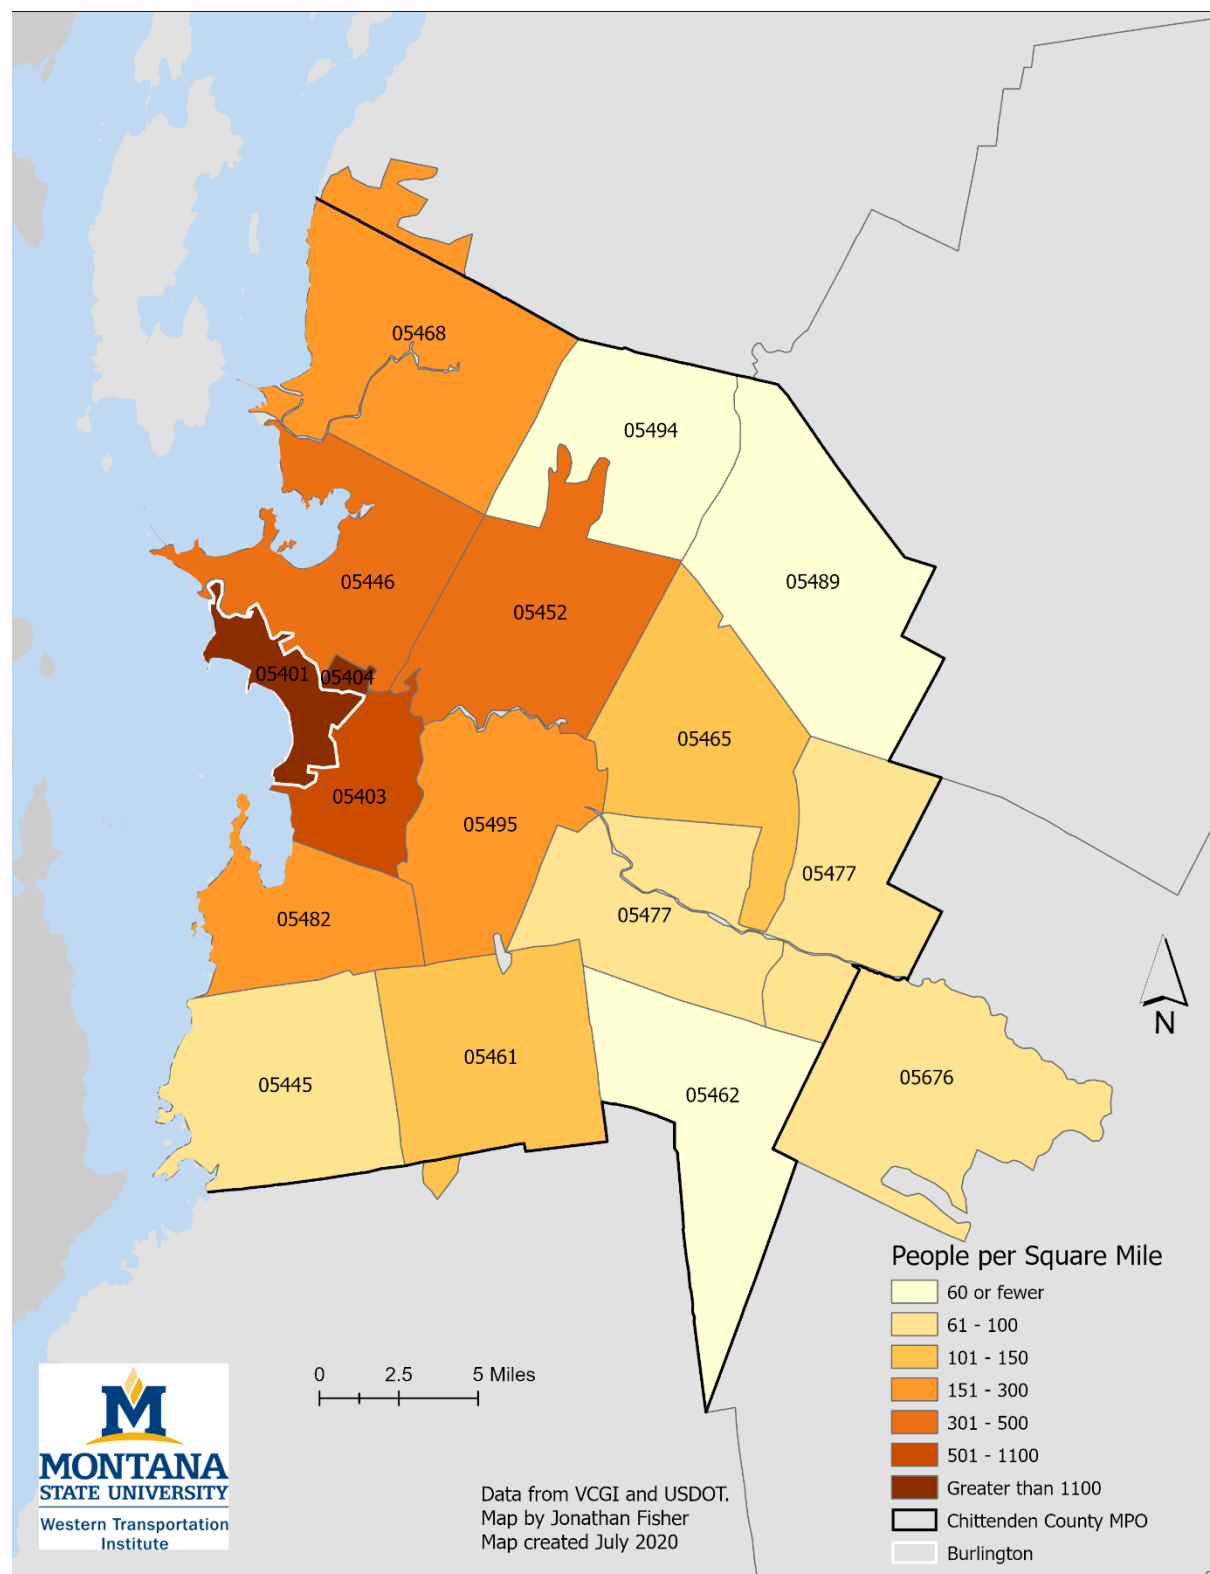 05468
05494
05446
05489
05452
05401
05404
05465
05403
05495
05477
05482
05477
05461
05445
05462
05676
N
People per Square Mile
60 or fewer
61 - 100
101 - 150
151 - 300
301 - 500
501 - 1100
Greater than 1100
Chittenden County MPO
Burlington
0 2.5 5 Miles
M
MONTANA
STATE UNIVERSITY
Western Transportation
Institute
Data from VCGI and USDOT.
Map by Jonathan Fisher
Map created July 2020